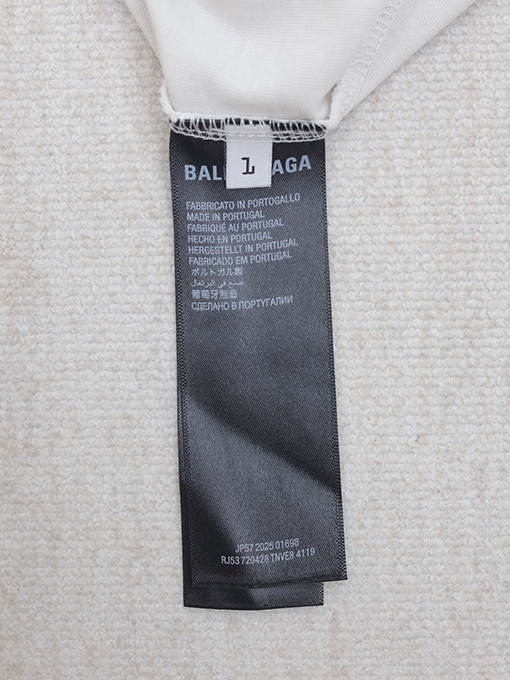 1
BAL AGA
FABBRICATO IN PORTOGALLO
MADE IN PORTUGAL
FABRIQUÉ AU PORTUGAL
HECHO EN PORTUGAL
HERGESTELLT IN PORTUGAL
FABRICADO EM PORTUGAL
ポルトガル製
صنع في البرتغال
葡萄牙制造
СДЕЛАНО В ПОРТУГАЛИИ
JP57 2025 01698
RJ53 720428 TNVE8 4119